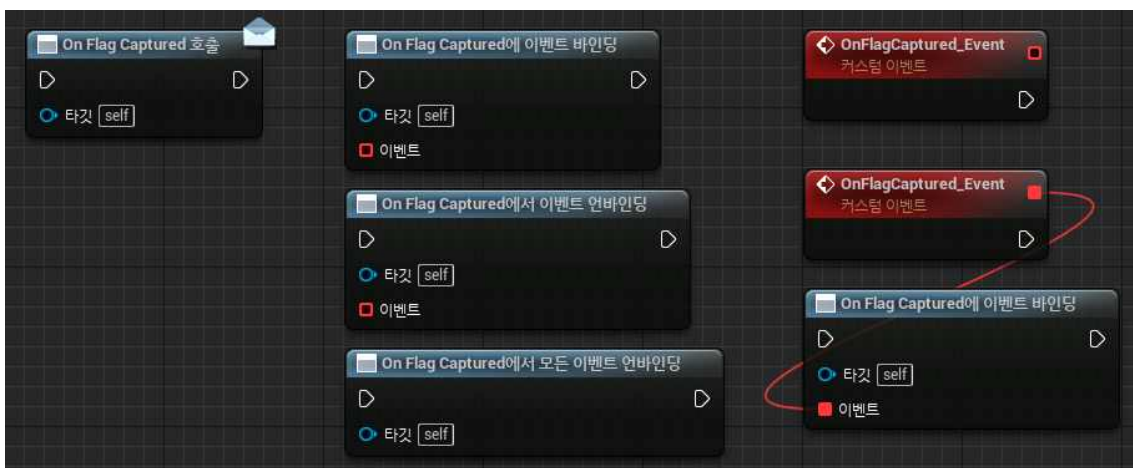 On Flag Captured 호출
타깃 self
On Flag Captured에 이벤트 바인딩
타깃 self
이벤트
On Flag Captured에서 이벤트 언바인딩
타깃 self
이벤트
On Flag Captured에서 모든 이벤트 언바인딩
타깃 self
OnFlagCaptured_Event
커스텀 이벤트
OnFlagCaptured_Event
커스텀 이벤트
On Flag Captured에 이벤트 바인딩
타깃 self
이벤트